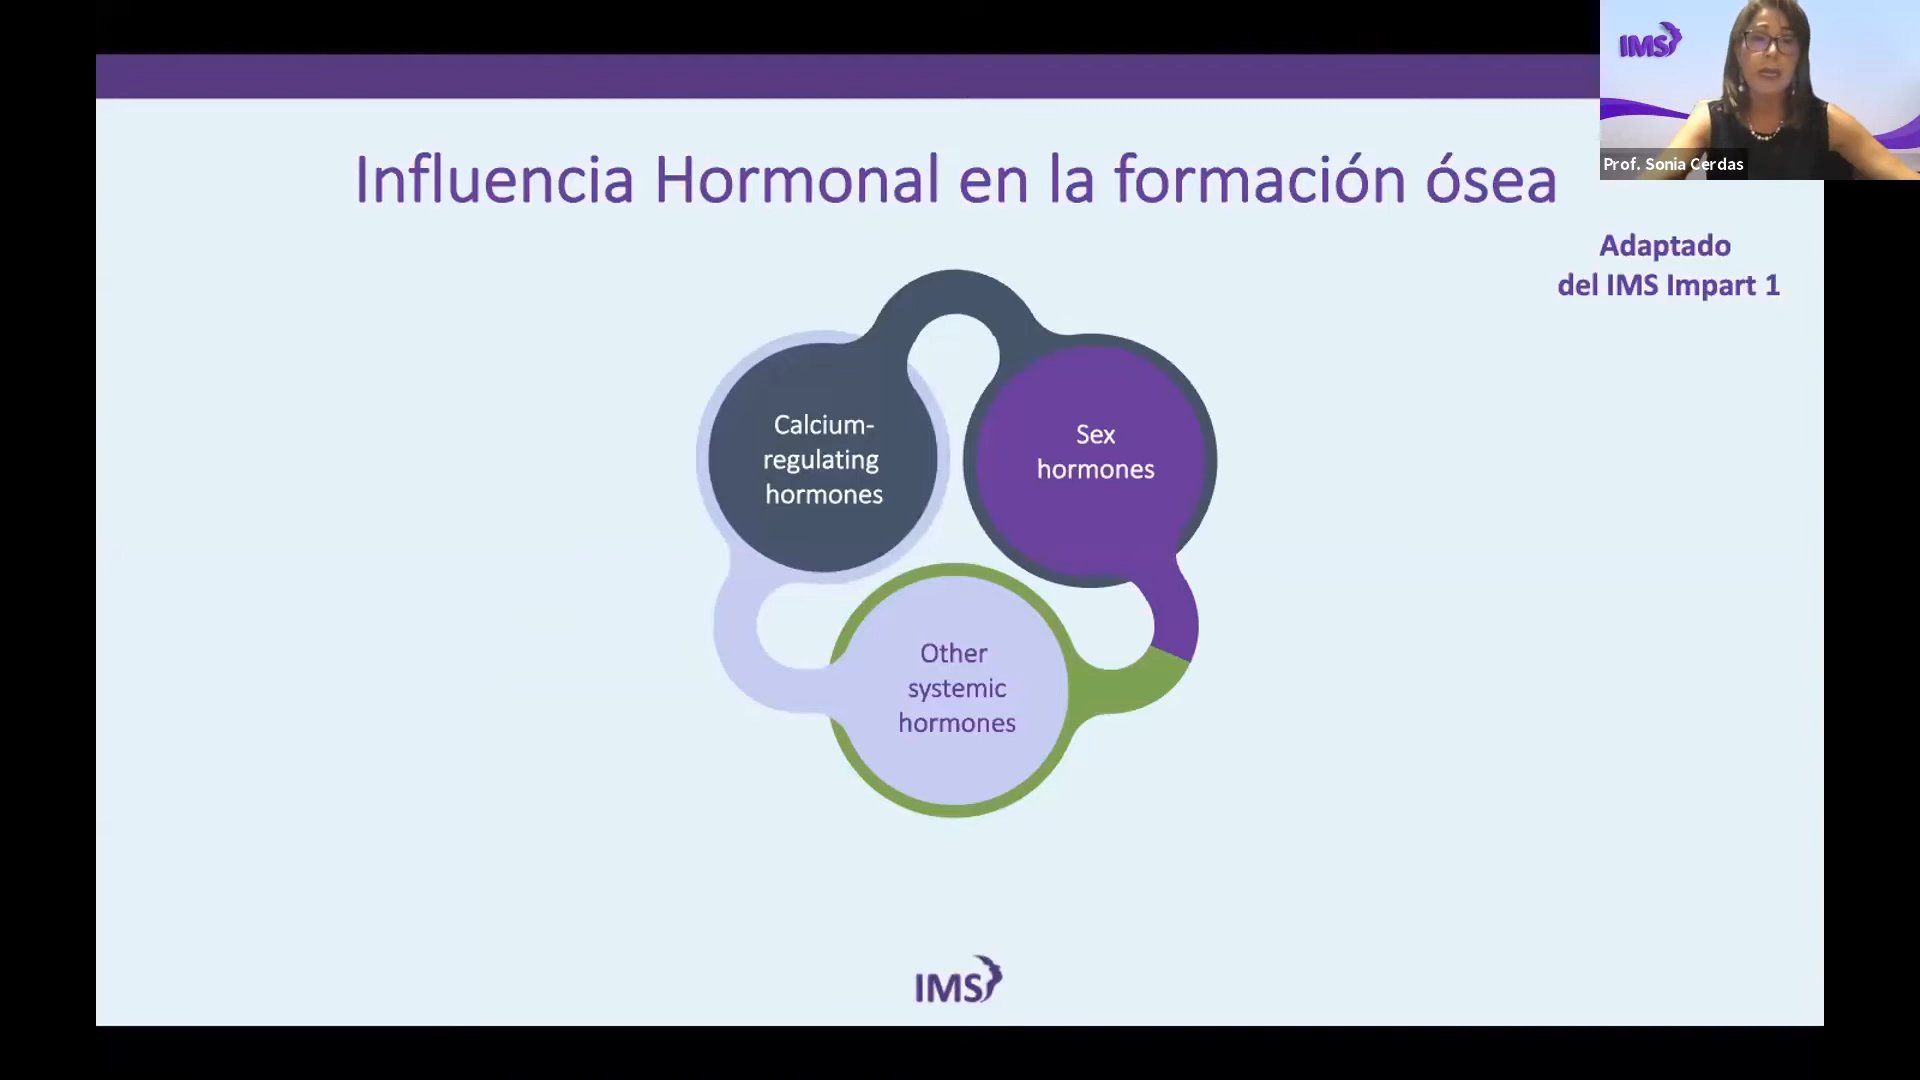 IMS
Prof. Sonia Cerdas
Influencia Hormonal en la formación ósea
Adaptado
del IMS Impart 1
Calcium-
regulating
hormones
Sex
hormones
Other
systemic
hormones
IMS